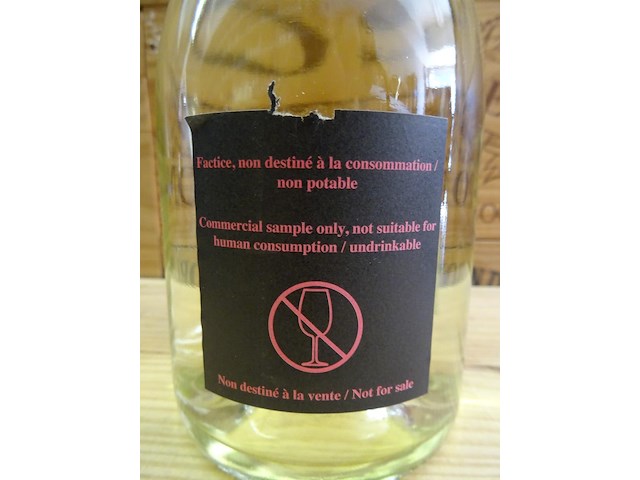 Factice, non destiné à la consommation /
non potable
Commercial sample only, not suitable for
human consumption / undrinkable
Non destiné à la vente / Not for sale